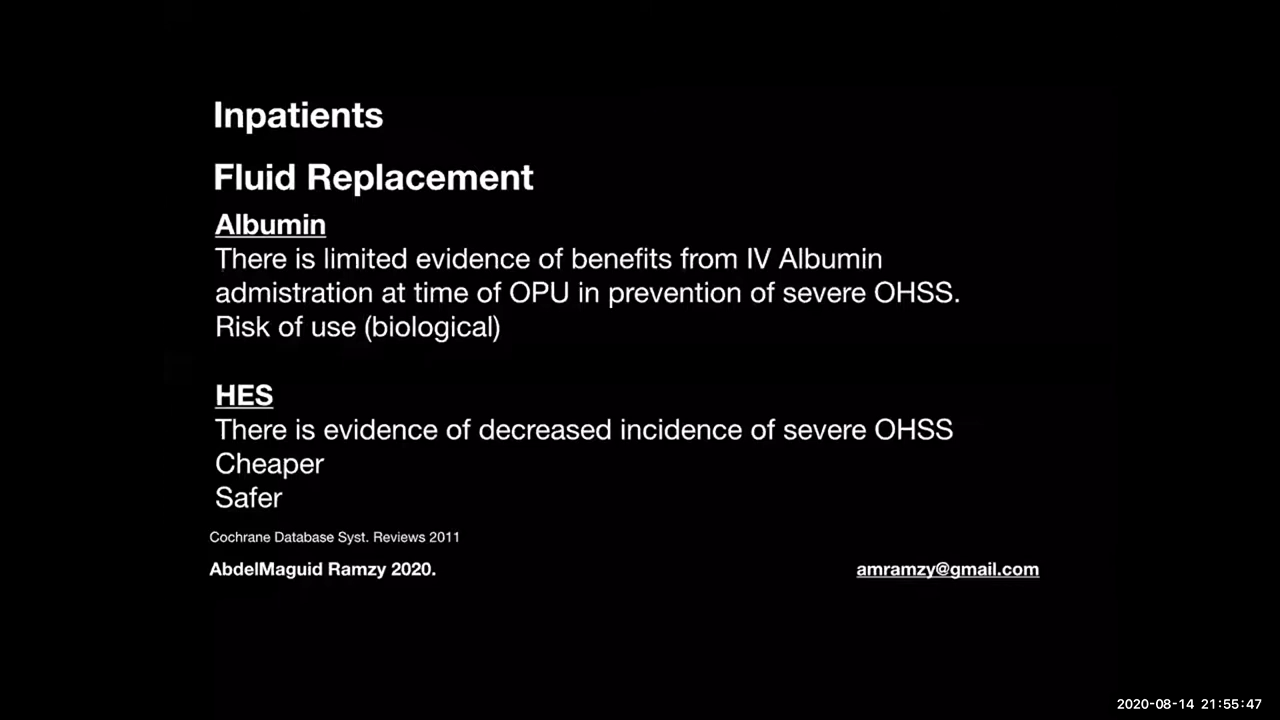 Inpatients
Fluid Replacement
Albumin
There is limited evidence of benefits from IV Albumin
admistration at time of OPU in prevention of severe OHSS.
Risk of use (biological)
HES
There is evidence of decreased incidence of severe OHSS
Cheaper
Safer
Cochrane Database Syst. Reviews 2011
AbdelMaguid Ramzy 2020.
amramzy@gmail.com
2020-08-14 21:55:47